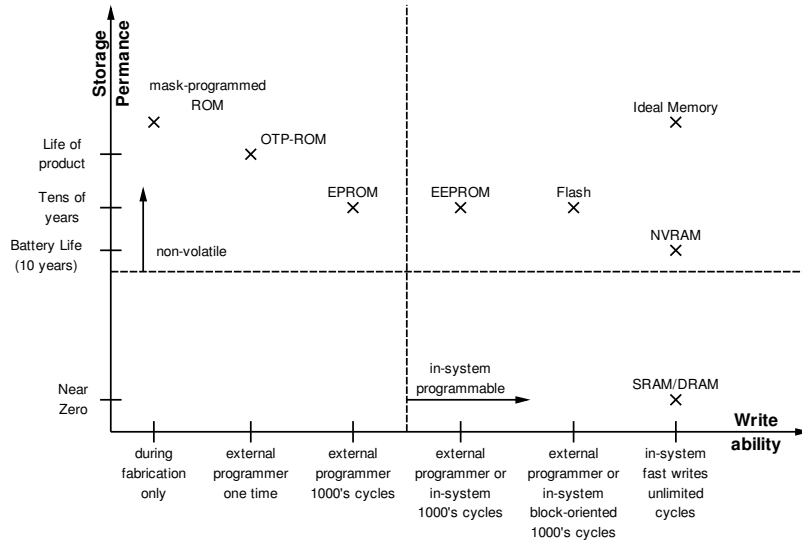 Storage
Permance
mask-programmed
ROM
Ideal Memory
OTP-ROM
Life of
product
EPROM
EEPROM
Flash
Tens of
years
NVRAM
Battery Life
(10 years)
non-volatile
in-system
programmable
SRAM/DRAM
Near
Zero
Write
ability
during
fabrication
only
external
programmer
one time
external
programmer
1000's cycles
external
programmer or
in-system
1000's cycles
external
programmer or
in-system
block-oriented
1000's cycles
in-system
fast writes
unlimited
cycles